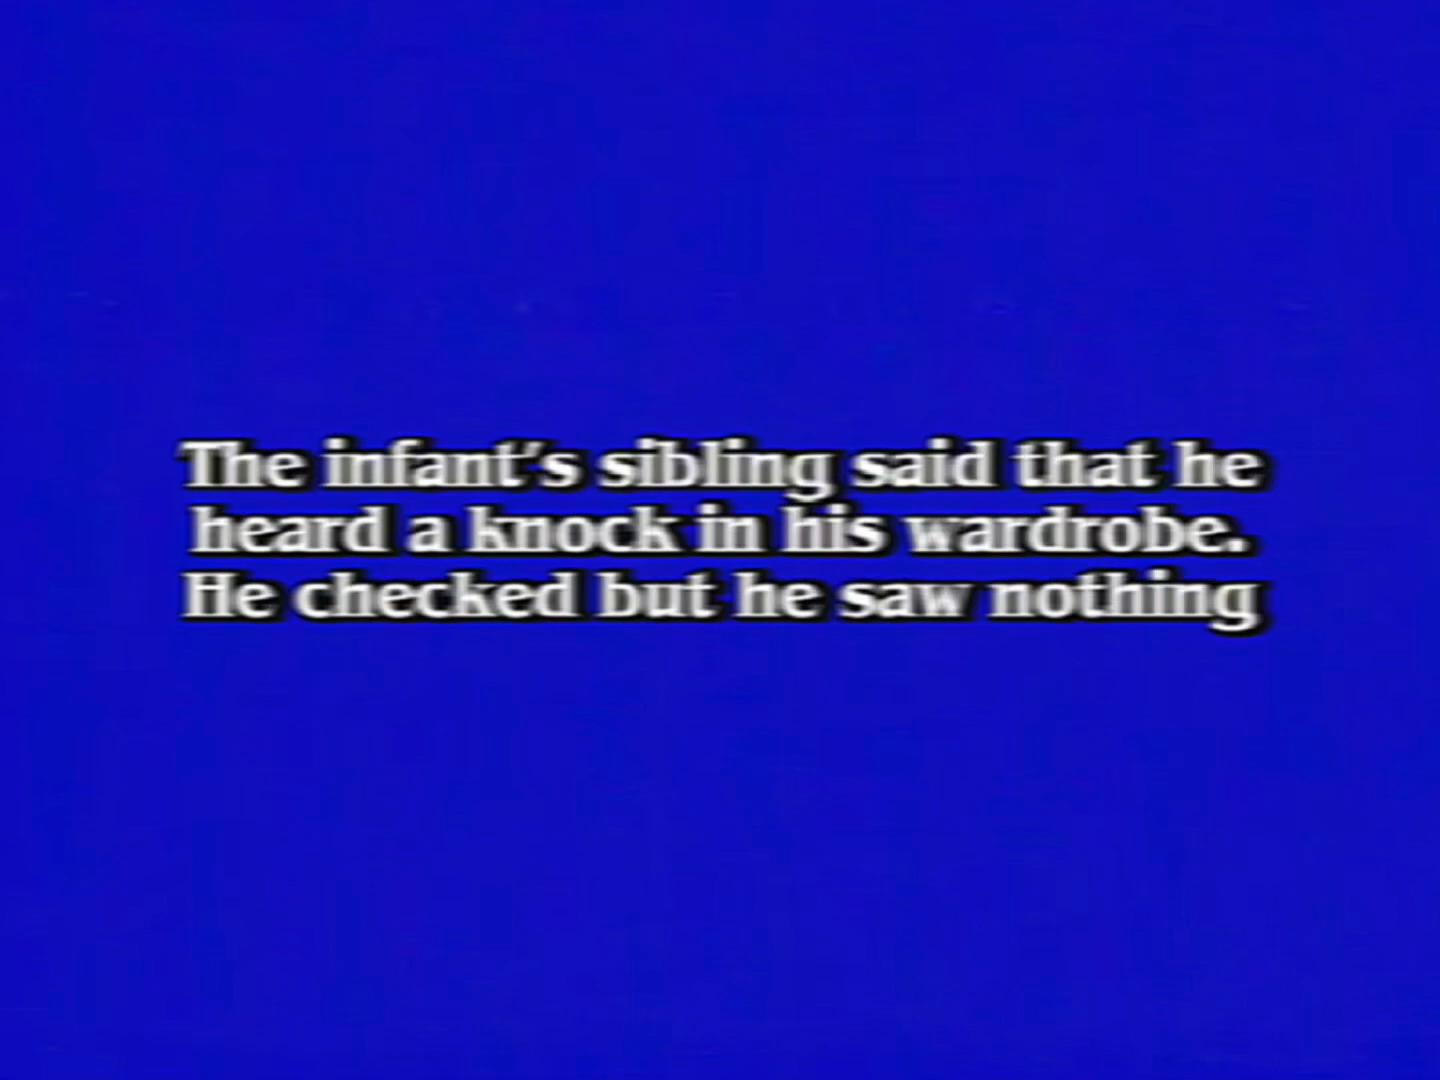 The infant's sibling said that he
heard a knock in his wardrobe.
He checked but he saw nothing